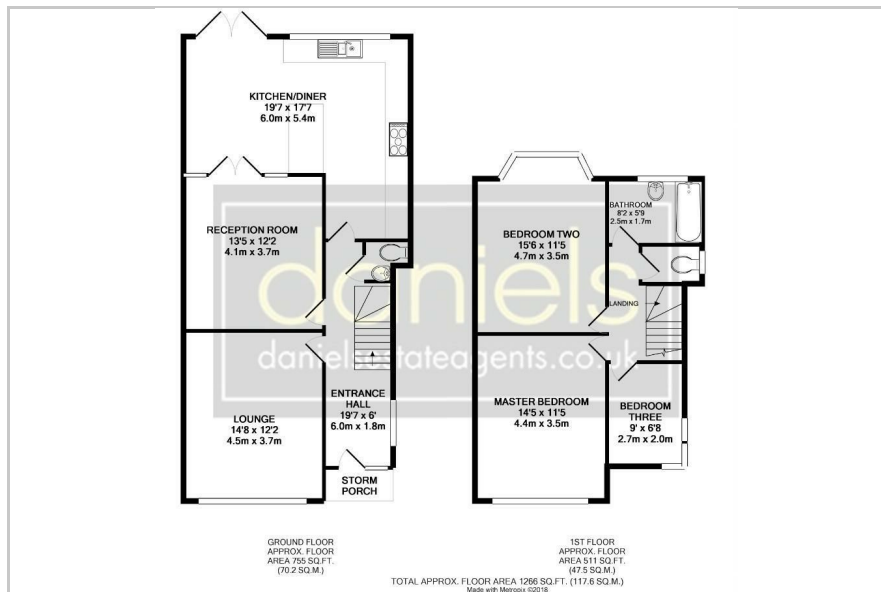 KITCHEN/DINER
19'7 x 17'7
6.0m x 5.4m
RECEPTION ROOM
13'5 x 12'2
4.1m x 3.7m
LOUNGE
14'8 x 12'2
4.5m x 3.7m
ENTRANCE
HALL
19'7 x 6'
6.0m x 1.8m
STORM
PORCH
GROUND FLOOR
APPROX. FLOOR
AREA 755 SQ.FT.
(70.2 SQ.M.)
BATHROOM
8'2 x 5'9
2.5m x 1.7m
BEDROOM TWO
15'6 x 11'5
4.7m x 3.5m
LANDING
MASTER BEDROOM
14'5 x 11'5
4.4m x 3.5m
BEDROOM
THREE
9' x 6'8
2.7m x 2.0m
1ST FLOOR
APPROX. FLOOR
AREA 511 SQ.FT.
(47.5 SQ.M.)
TOTAL APPROX. FLOOR AREA 1266 SQ.FT. (117.6 SQ.M.)
Made with Metropix ©2018
daniels
danielsestateagents.co.uk